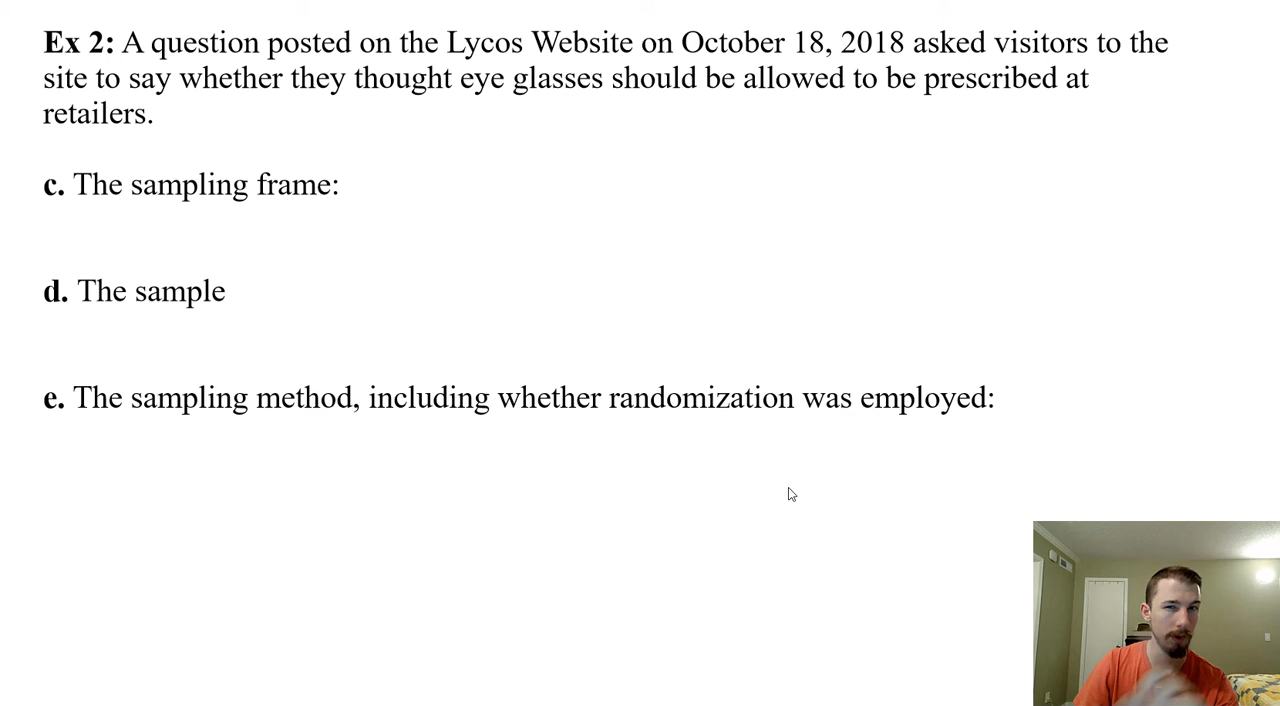 Ex 2: A question posted on the Lycos Website on October 18, 2018 asked visitors to the
site to say whether they thought eye glasses should be allowed to be prescribed at
retailers.
c. The sampling frame:
d. The sample
e. The sampling method, including whether randomization was employed: